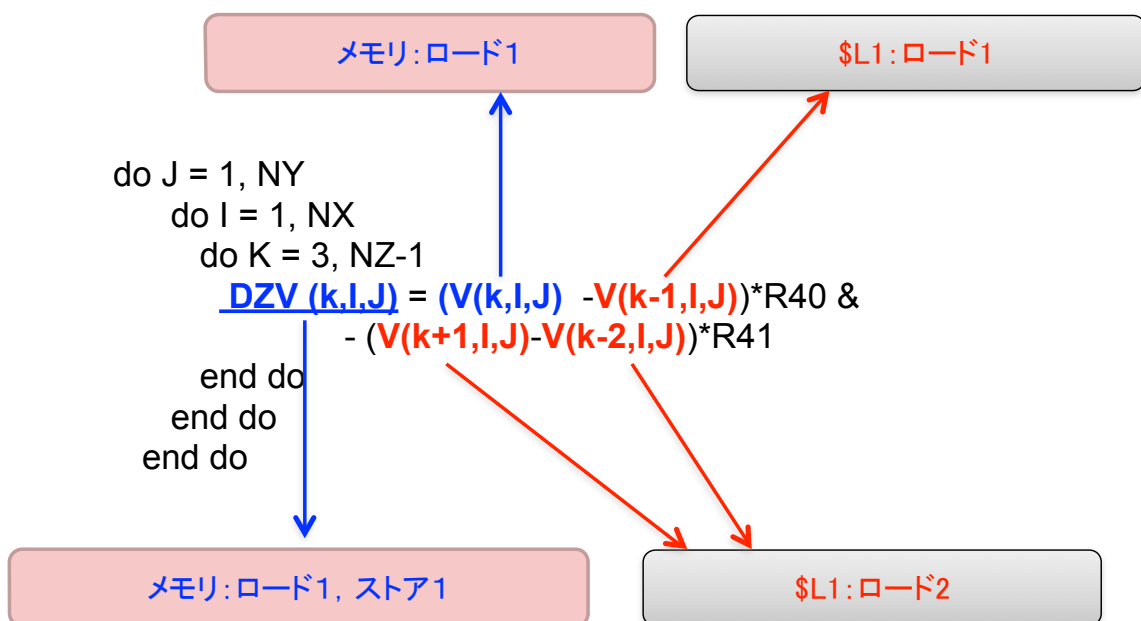 メモリ:ロード1
$L1:ロード1
do J = 1, NY
do I = 1, NX
do K = 3, NZ-1
DZV (k,I,J) = (V(k,I,J) -V(k-1,I,J))*R40 &
- (V(k+1,I,J)-V(k-2,I,J))*R41
end do
end do
end do
メモリ:ロード1, ストア1
$L1:ロード2